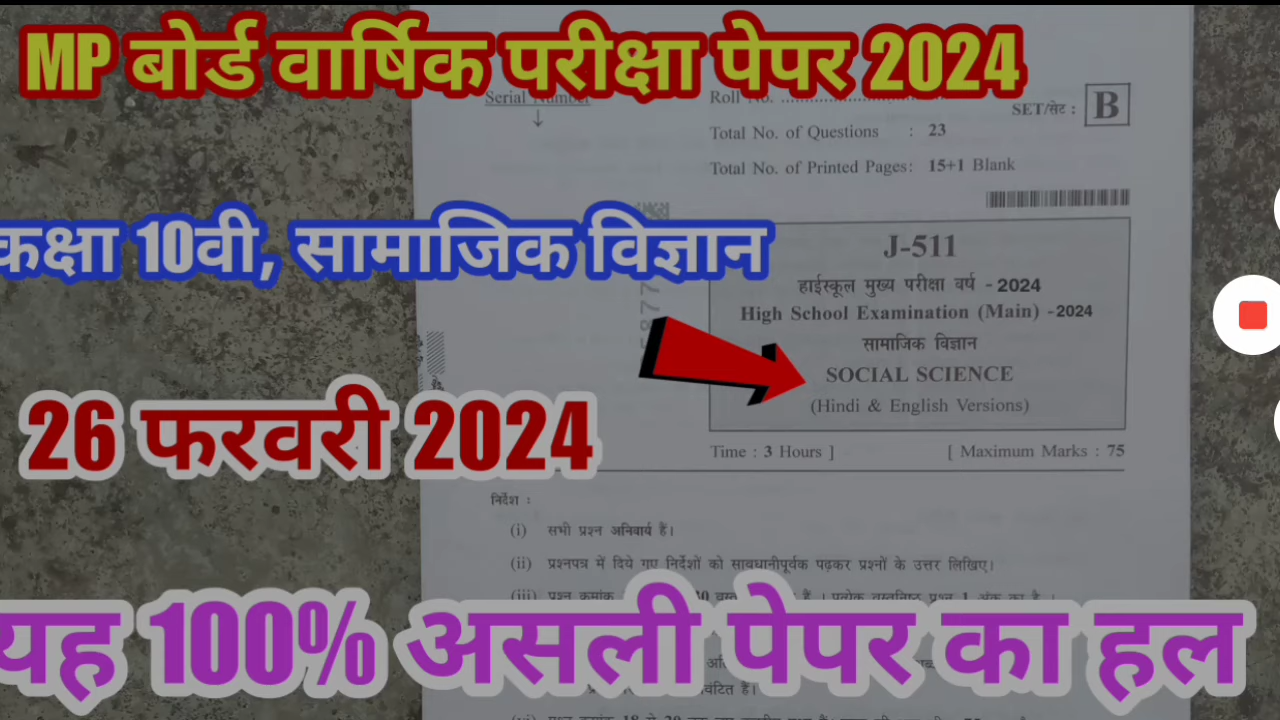 MP बोर्ड वार्षिक परीक्षा पेपर 2024
Serial Number
Roll No.
SET/सेट : B
Total No. of Questions : 23
Total No. of Printed Pages: 15+1 Blank
कक्षा 10वी, सामाजिक विज्ञान
J-511
हाईस्कूल मुख्य परीक्षा वर्ष - 2024
High School Examination (Main) - 2024
सामाजिक विज्ञान
SOCIAL SCIENCE
(Hindi & English Versions)
26 फरवरी 2024
Time : 3 Hours ] [ Maximum Marks : 75
निर्देश :
(i) सभी प्रश्न अनिवार्य हैं।
(ii) प्रश्नपत्र में दिये गए निर्देशों को सावधानीपूर्वक पढ़कर प्रश्नों के उत्तर लिखिए।
(iii) प्रश्न क्रमांक
यह 100% असली पेपर का हल